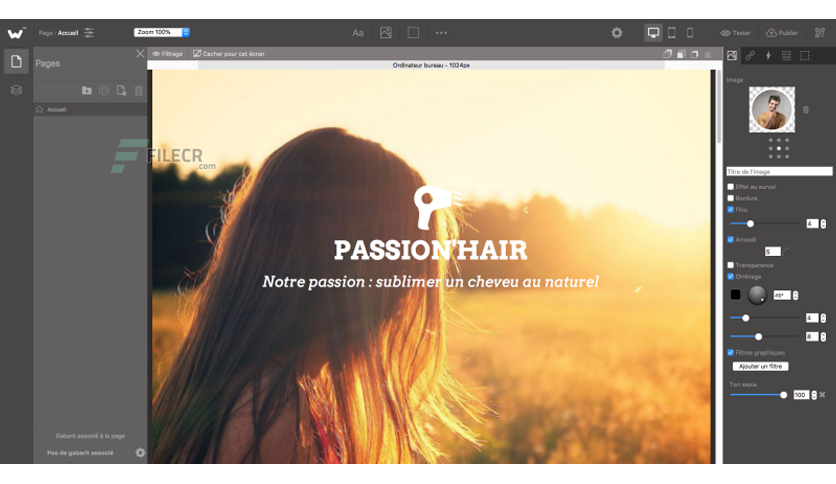 Page : Accueil
Zoom 100%
Aa
Tester
Publier
Pages
Filtrage
Cacher pour cet écran
Ordinateur bureau - 1024px
Accueil
FILECR
.com
PASSION'HAIR
Notre passion : sublimer un cheveu au naturel
Gabarit associé à la page
Pas de gabarit associé
Image
Titre de l'image
Effet au survol
Bordure
Flou
4
Arrondi
5
Transparence
Ombrage
45°
4
8
Filtres graphiques
Ajouter un filtre
Ton sepia
100